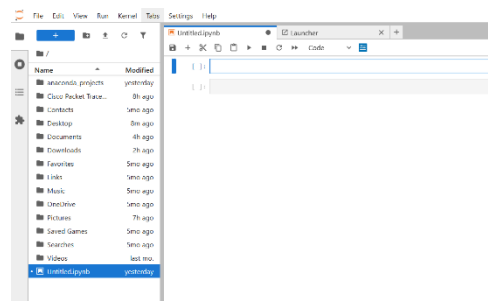 File Edit View Run Kernel Tabs Settings Help
Untitled.ipynb
Launcher
Code
/
Name Modified
anaconda_projects yesterday
Cisco Packet Trace... 8h ago
Contacts 5mo ago
Desktop 8m ago
Documents 4h ago
Downloads 2h ago
Favorites 5mo ago
Links 5mo ago
Music 5mo ago
OneDrive 5mo ago
Pictures 7h ago
Saved Games 5mo ago
Searches 5mo ago
Videos last mo.
Untitled.ipynb yesterday
[ ]:
[ ]: